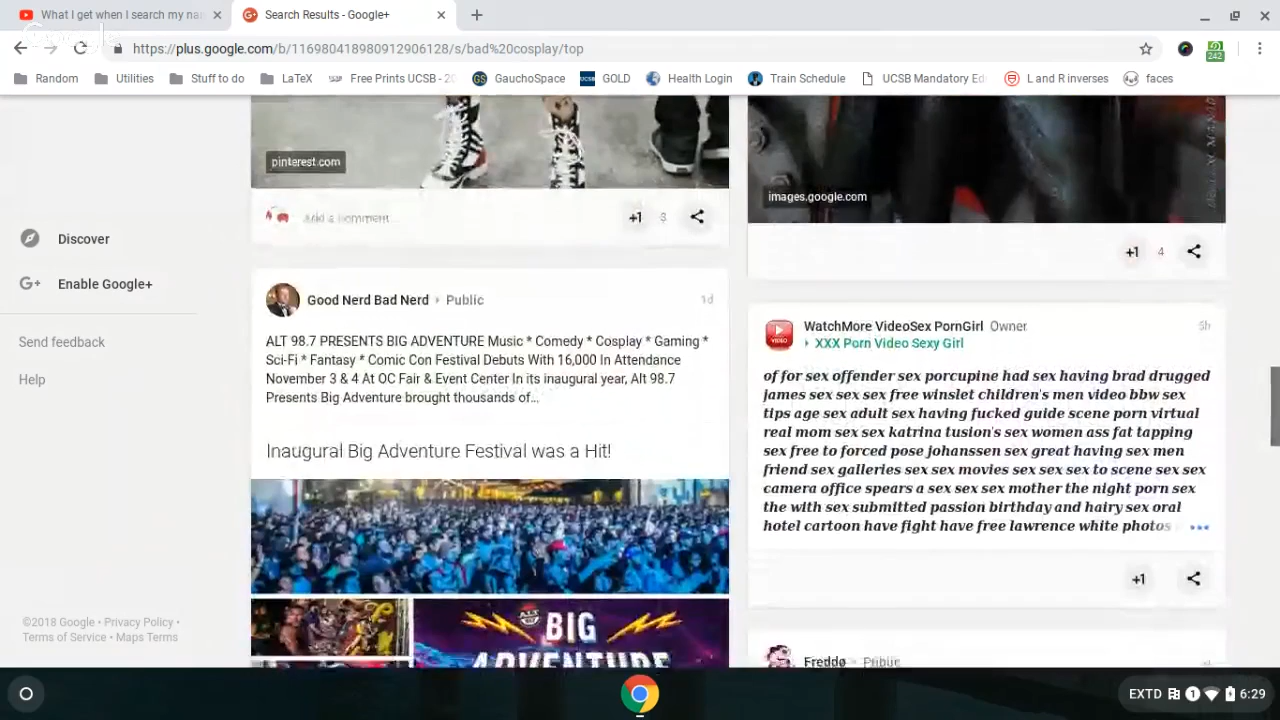 What I get when I search my na
Search Results - Google+
https://plus.google.com/b/116980418980912906128/s/bad%20cosplay/top
Random
Utilities
Stuff to do
LaTeX
Free Prints UCSB - 20
GauchoSpace
GOLD
Health Login
Train Schedule
UCSB Mandatory Ed
L and R inverses
faces
242
Discover
Enable Google+
Send feedback
Help
©2018 Google • Privacy Policy •
Terms of Service • Maps Terms
pinterest.com
Add a comment...
+1 3
Good Nerd Bad Nerd Public 1d
ALT 98.7 PRESENTS BIG ADVENTURE Music * Comedy * Cosplay * Gaming *
Sci-Fi * Fantasy * Comic Con Festival Debuts With 16,000 In Attendance
November 3 & 4 At OC Fair & Event Center In its inaugural year, Alt 98.7
Presents Big Adventure brought thousands of...
Inaugural Big Adventure Festival was a Hit!
BIG
ADVENTURE
images.google.com
+1 4
WatchMore VideoSex PornGirl Owner 5h
XXX Porn Video Sexy Girl
VIDEO
of for sex offender sex porcupine had sex having brad drugged
james sex sex sex free winslet children's men video bbw sex
tips age sex adult sex having fucked guide scene porn virtual
real mom sex sex katrina tusion's sex women ass fat tapping
sex free to forced pose johanssen sex great having sex men
friend sex galleries sex sex movies sex sex sex to scene sex sex
camera office spears a sex sex sex mother the night porn sex
the with sex submitted passion birthday and hairy sex oral
hotel cartoon have fight have free lawrence white photos
+1
Freddø Public
EXTD 1 6:29